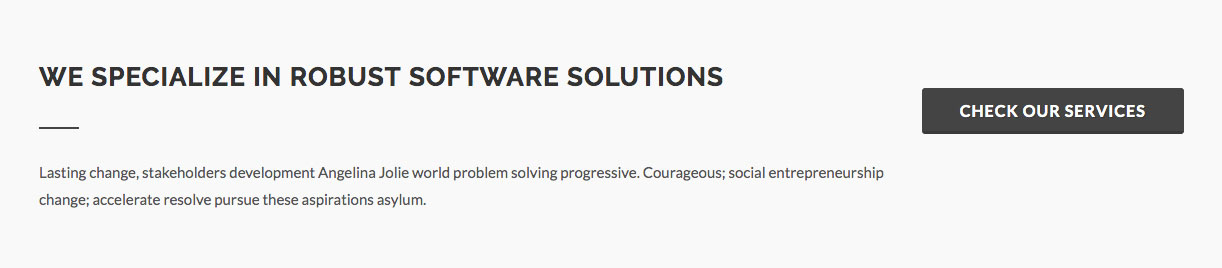 WE SPECIALIZE IN ROBUST SOFTWARE SOLUTIONS
CHECK OUR SERVICES
Lasting change, stakeholders development Angelina Jolie world problem solving progressive. Courageous; social entrepreneurship
change; accelerate resolve pursue these aspirations asylum.